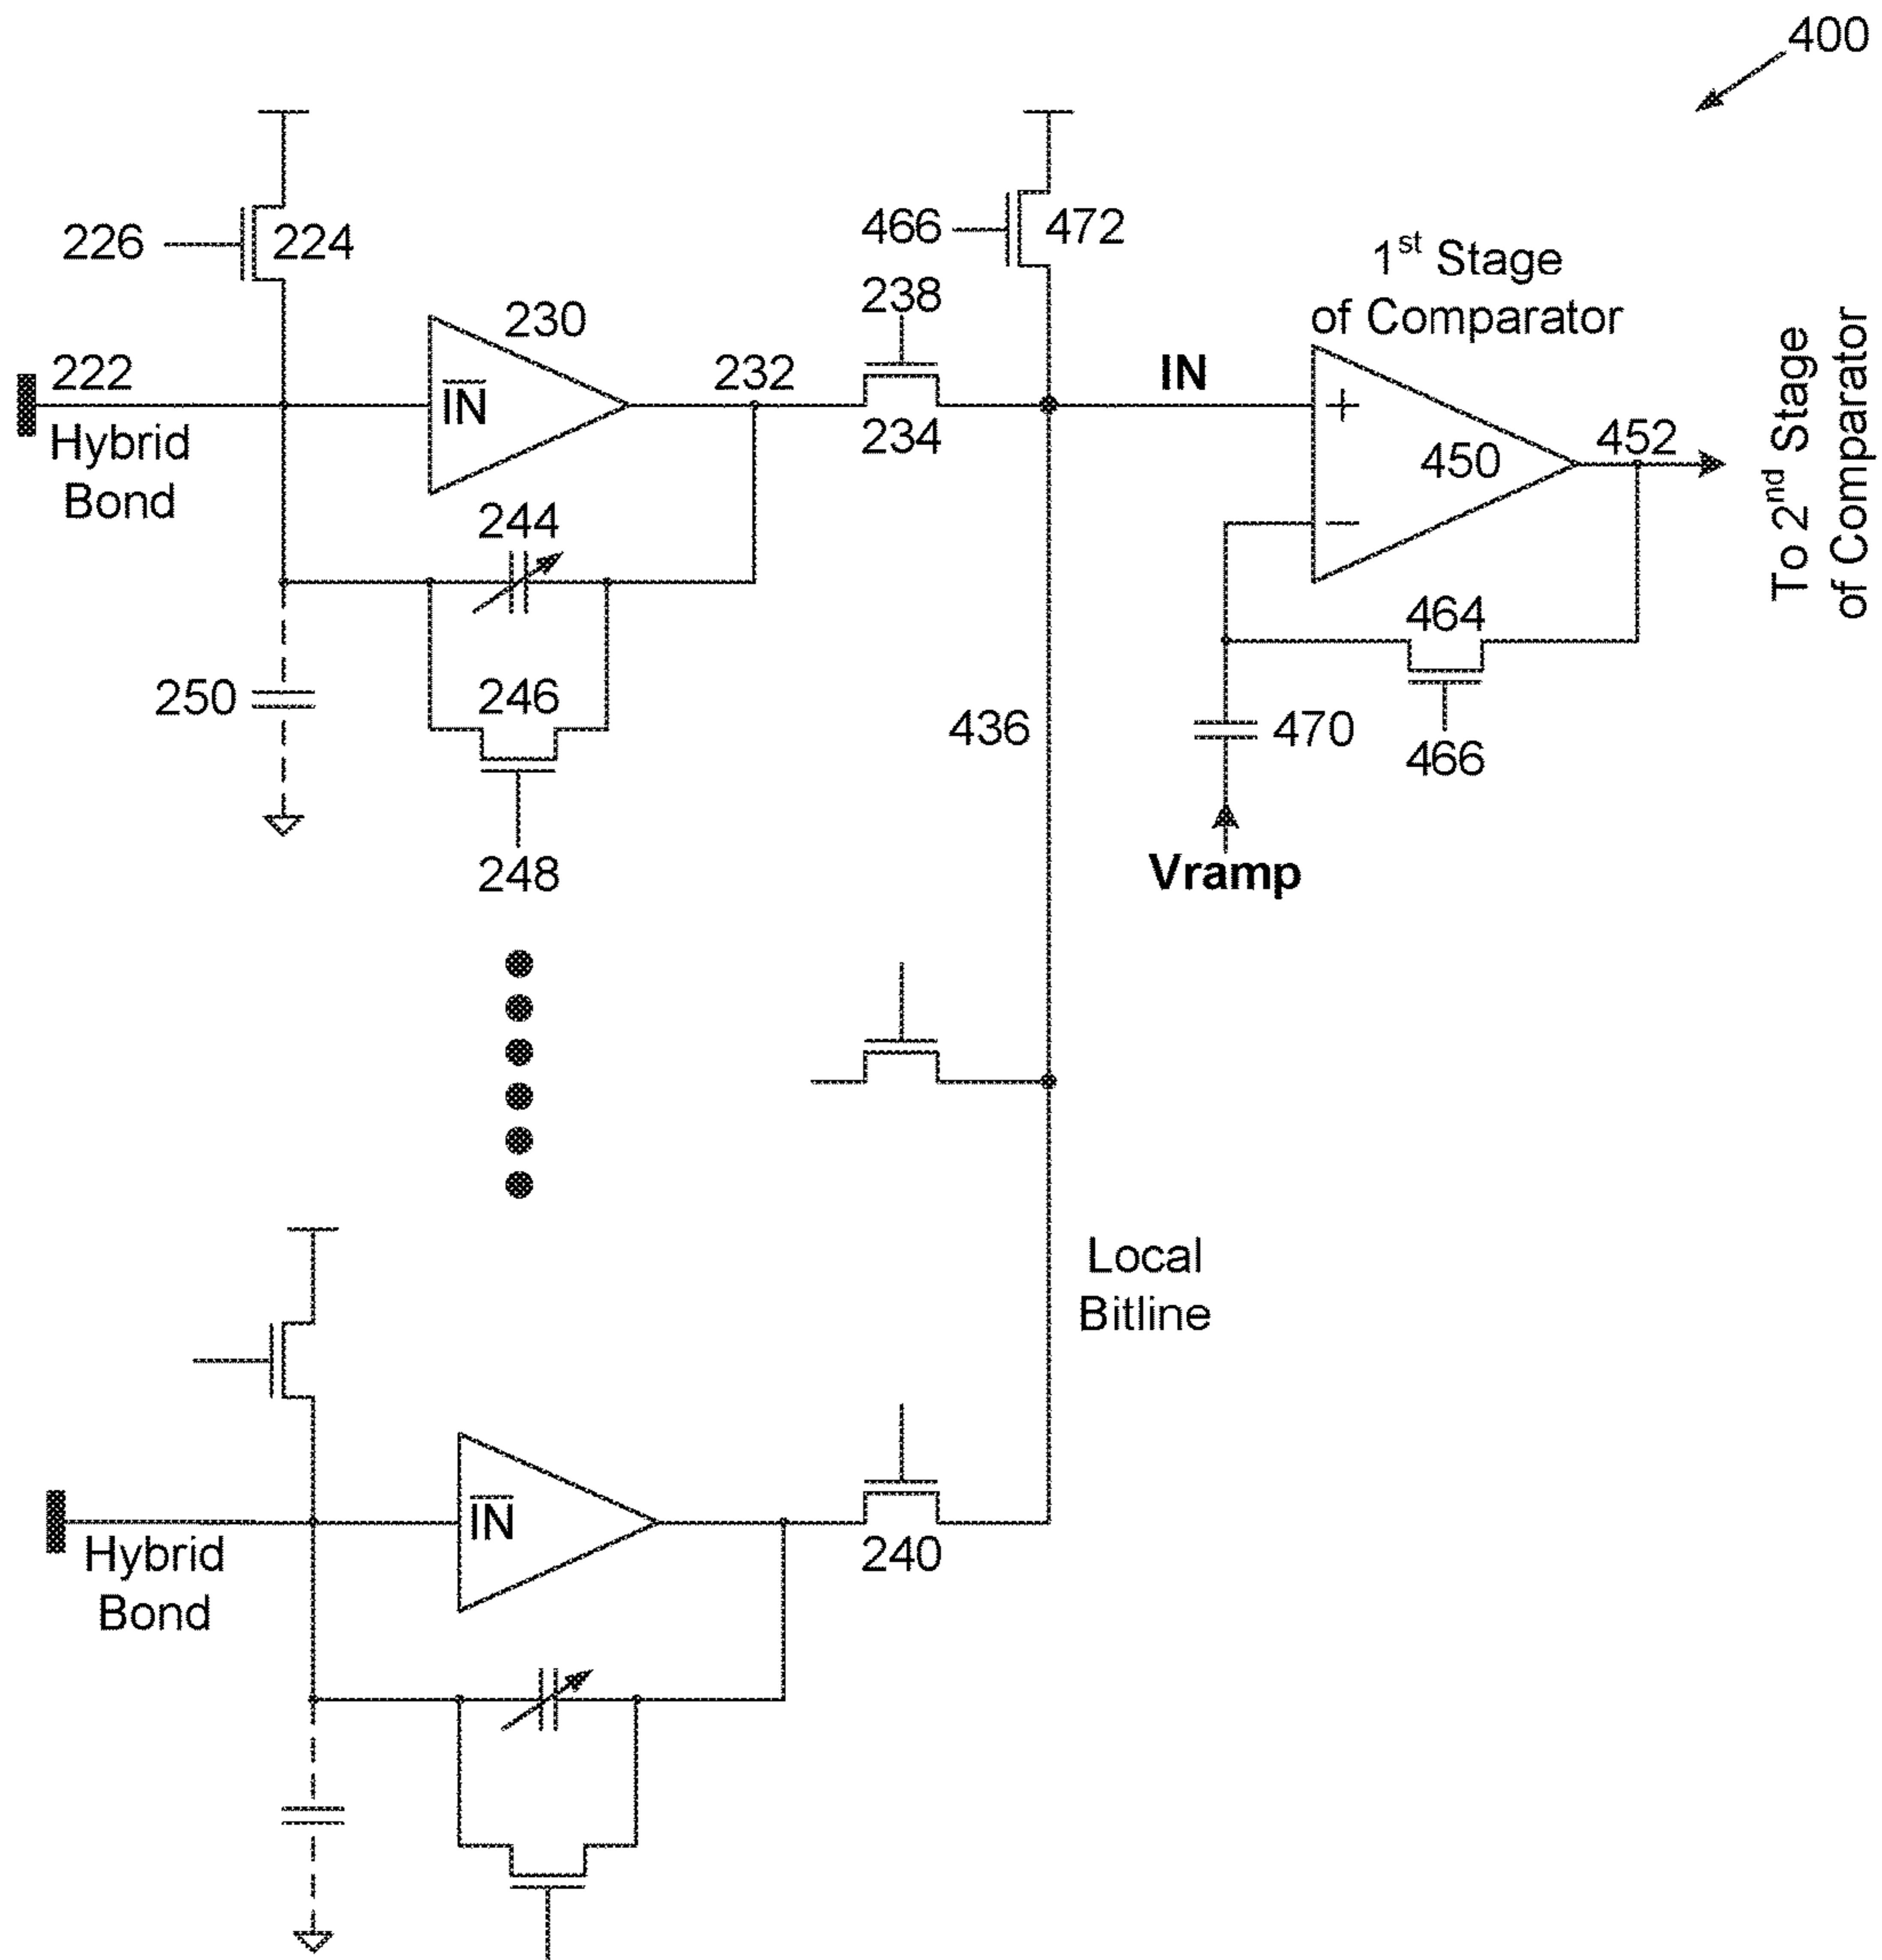 400
226
224
466
472
238
1st Stage
of Comparator
222
Hybrid
Bond
230
IN
232
234
IN
+
−
450
452
To 2nd Stage
of Comparator
244
250
246
248
436
464
470
466
Vramp
Local
Bitline
Hybrid
Bond
IN
240